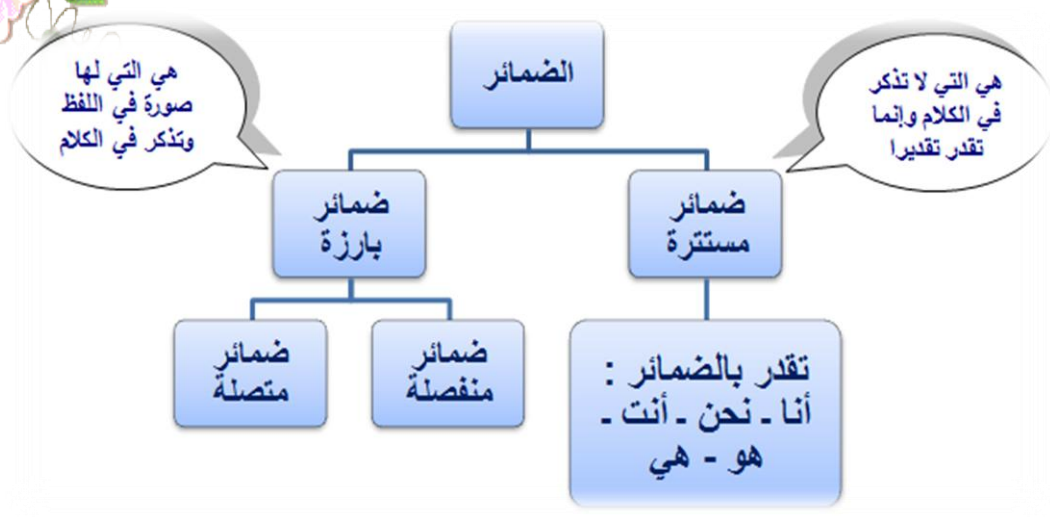 الضمائر
هي التي لا تذكر
في الكلام وإنما
تقدر تقديرا
هي التي لها
صورة في اللفظ
وتذكر في الكلام
ضمائر
مستترة
ضمائر
بارزة
تقدر بالضمائر :
أنا ـ نحن ـ أنت ـ
هو - هي
ضمائر
منفصلة
ضمائر
متصلة